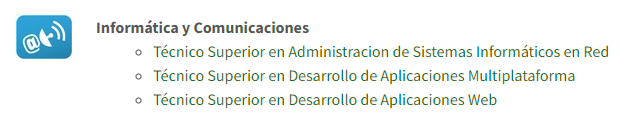 Informática y Comunicaciones
Técnico Superior en Administracion de Sistemas Informáticos en Red
Técnico Superior en Desarrollo de Aplicaciones Multiplataforma
Técnico Superior en Desarrollo de Aplicaciones Web